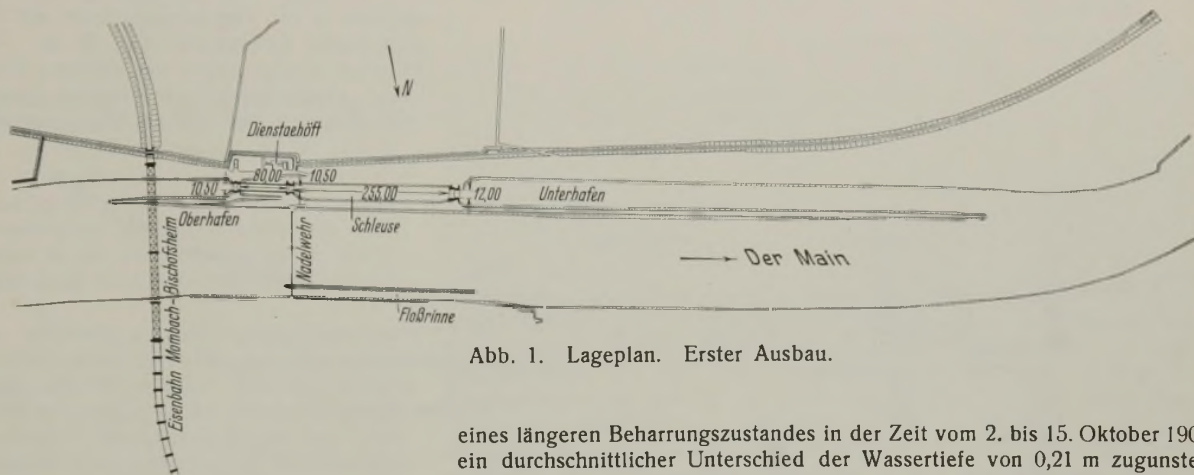 N
Dienstgehöft
80,00
10,50
10,50
255,00
12,00
Unterhafen
Oberhafen
Schleuse
Nadelwehr
Eisenbahn Mombach-Bischofsheim
Der Main
Floßrinne
Abb. 1. Lageplan. Erster Ausbau.
eines längeren Beharrungszustandes in der Zeit vom 2. bis 15. Oktober 190
ein durchschnittlicher Unterschied der Wassertiefe von 0,21 m zugunste